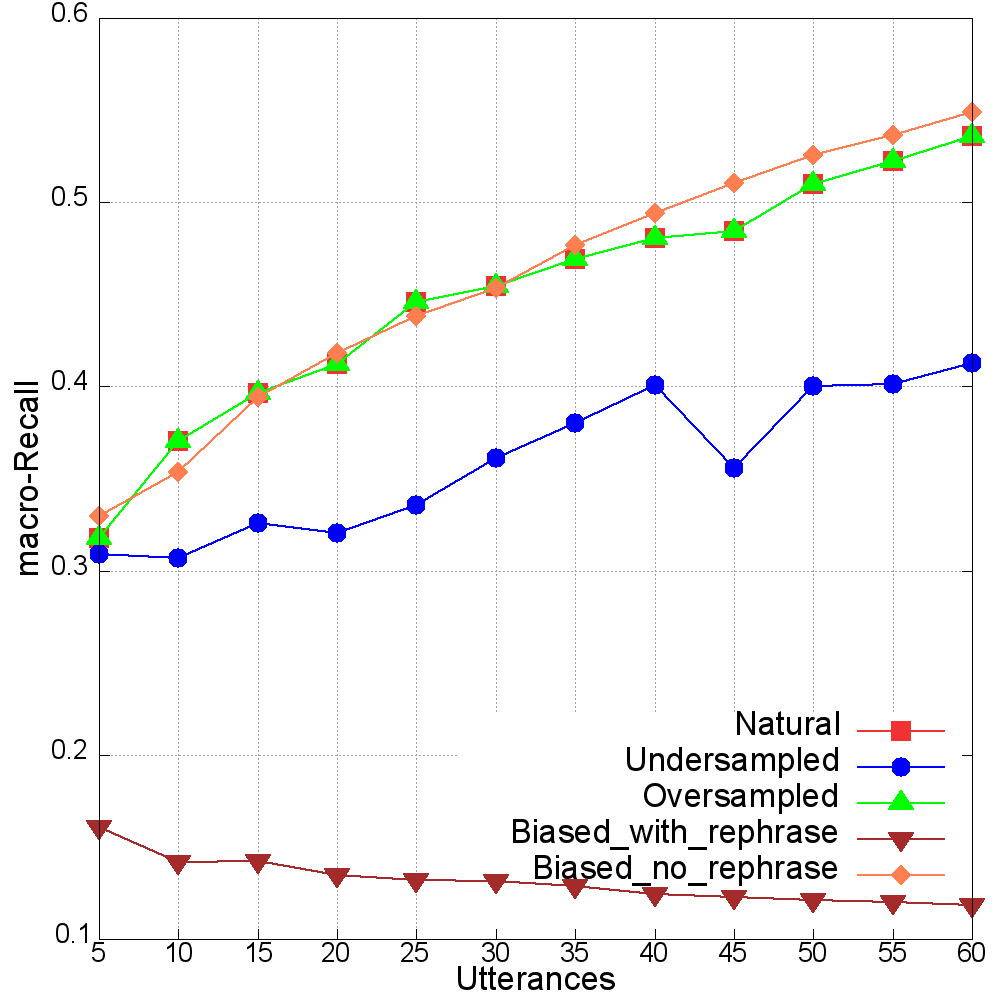 0.6
0.5
0.4
0.3
0.2
0.1
macro-Recall
Natural
Undersampled
Oversampled
Biased_with_rephrase
Biased_no_rephrase
5 10 15 20 25 30 35 40 45 50 55 60
Utterances